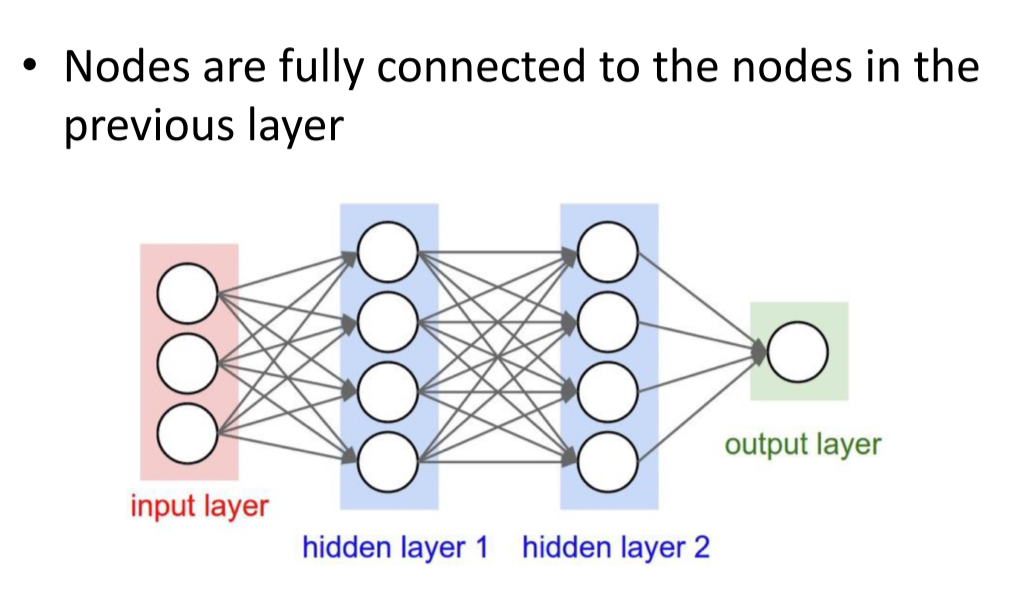 • Nodes are fully connected to the nodes in the
previous layer
input layer
hidden layer 1
hidden layer 2
output layer